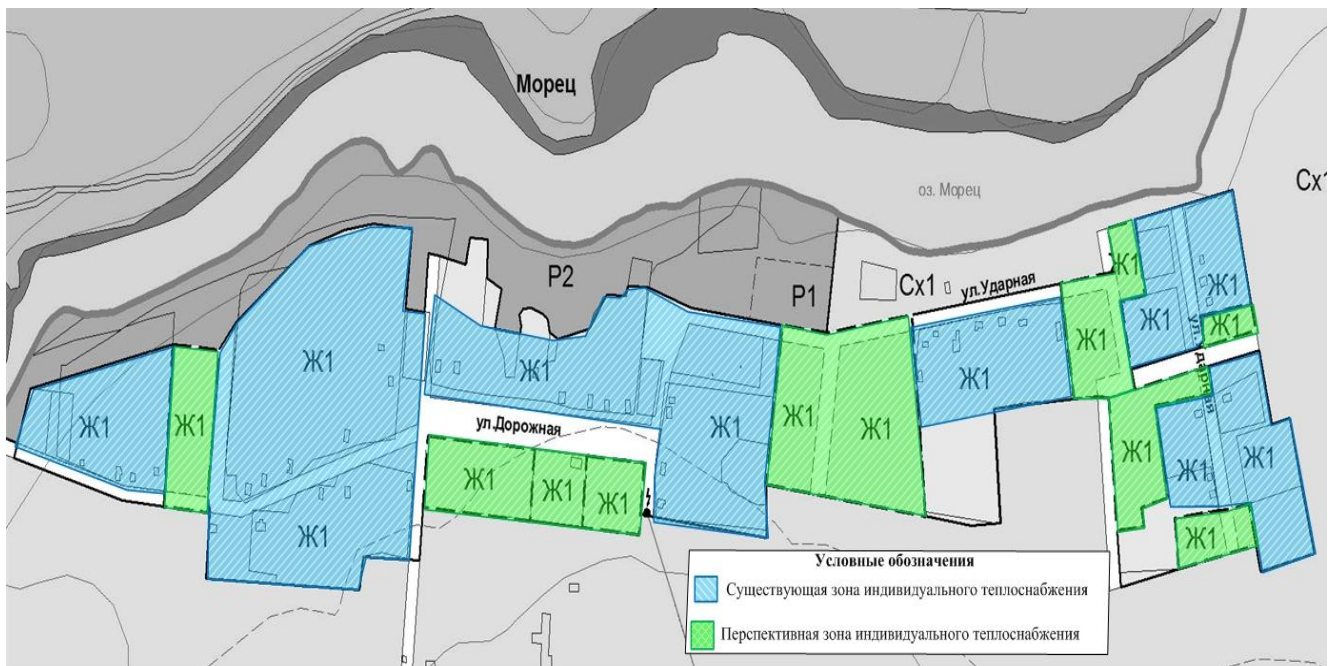 Морец
Сх1
оз. Морец
Р2
Р1
Сх1
ул.Ударная
Ж1
Ж1
Ж1
Ж1
Ж1
Ж1
Ж1
Ж1
ул. Ударная
Ж1
Ж1
Ж1
Ж1
Ж1
Ж1
ул.Дорожная
Ж1
Ж1
Ж1
Ж1
Ж1
Ж1
Ж1
Ж1
Условные обозначения
Существующая зона индивидуального теплоснабжения
Перспективная зона индивидуального теплоснабжения